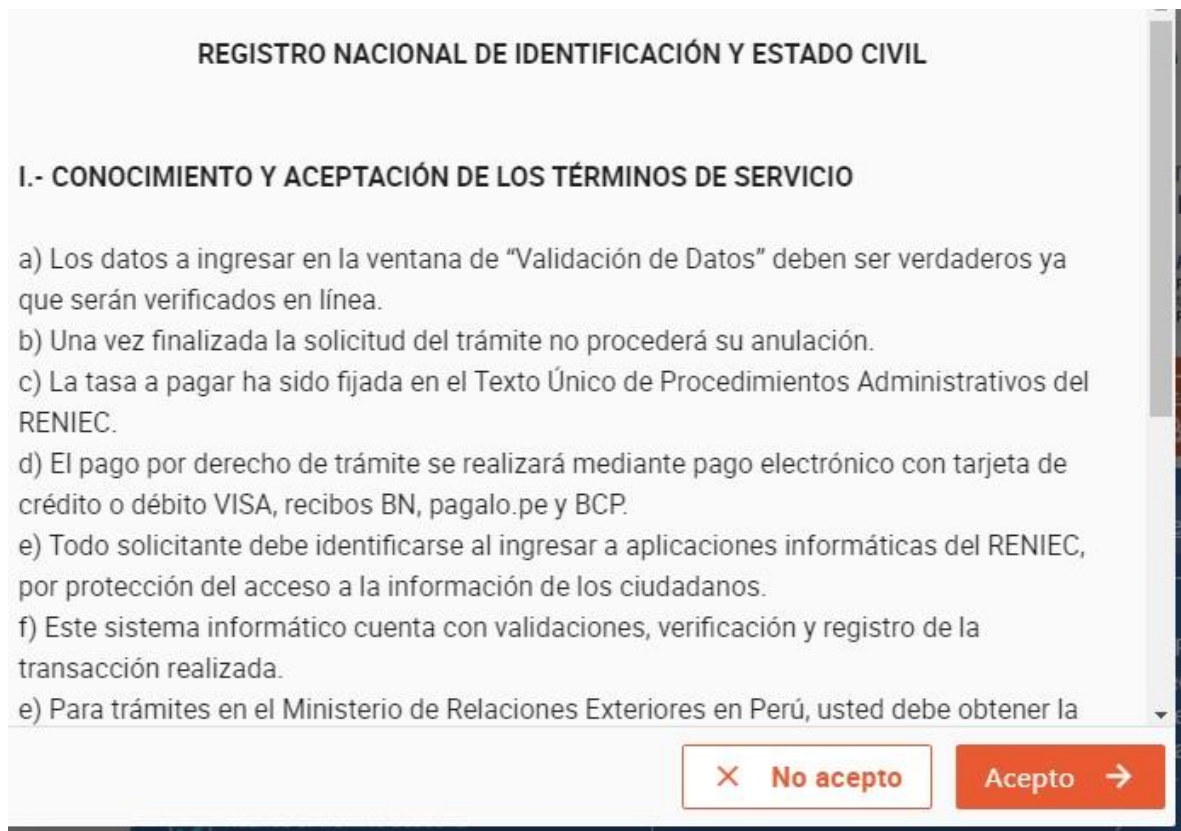 REGISTRO NACIONAL DE IDENTIFICACIÓN Y ESTADO CIVIL
I.- CONOCIMIENTO Y ACEPTACIÓN DE LOS TÉRMINOS DE SERVICIO
a) Los datos a ingresar en la ventana de “Validación de Datos” deben ser verdaderos ya
que serán verificados en línea.
b) Una vez finalizada la solicitud del trámite no procederá su anulación.
c) La tasa a pagar ha sido fijada en el Texto Único de Procedimientos Administrativos del
RENIEC.
d) El pago por derecho de trámite se realizará mediante pago electrónico con tarjeta de
crédito o débito VISA, recibos BN, pagalo.pe y BCP.
e) Todo solicitante debe identificarse al ingresar a aplicaciones informáticas del RENIEC,
por protección del acceso a la información de los ciudadanos.
f) Este sistema informático cuenta con validaciones, verificación y registro de la
transacción realizada.
e) Para trámites en el Ministerio de Relaciones Exteriores en Perú, usted debe obtener la
No acepto
Acepto